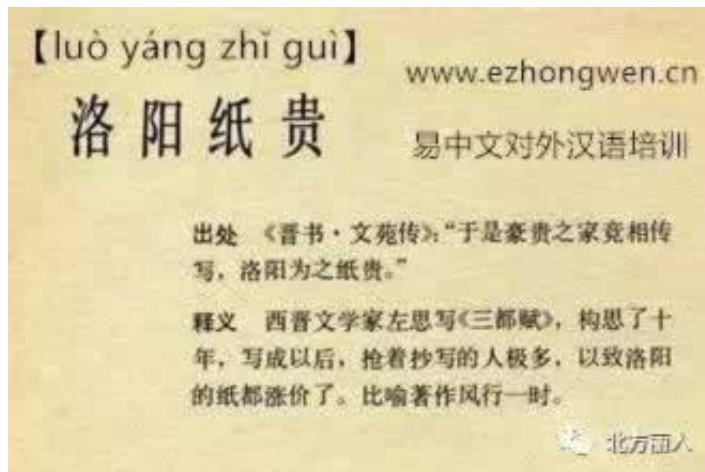 【luò yáng zhǐ guì】
www.ezhongwen.cn
洛阳纸贵
易中文对外汉语培训
出处 《晋书·文苑传》：“于是豪贵之家竞相传
写，洛阳为之纸贵。”
释义 西晋文学家左思写《三都赋》，构思了十
年，写成以后，抢着抄写的人极多，以致洛阳
的纸都涨价了。比喻著作风行一时。
北方丽人